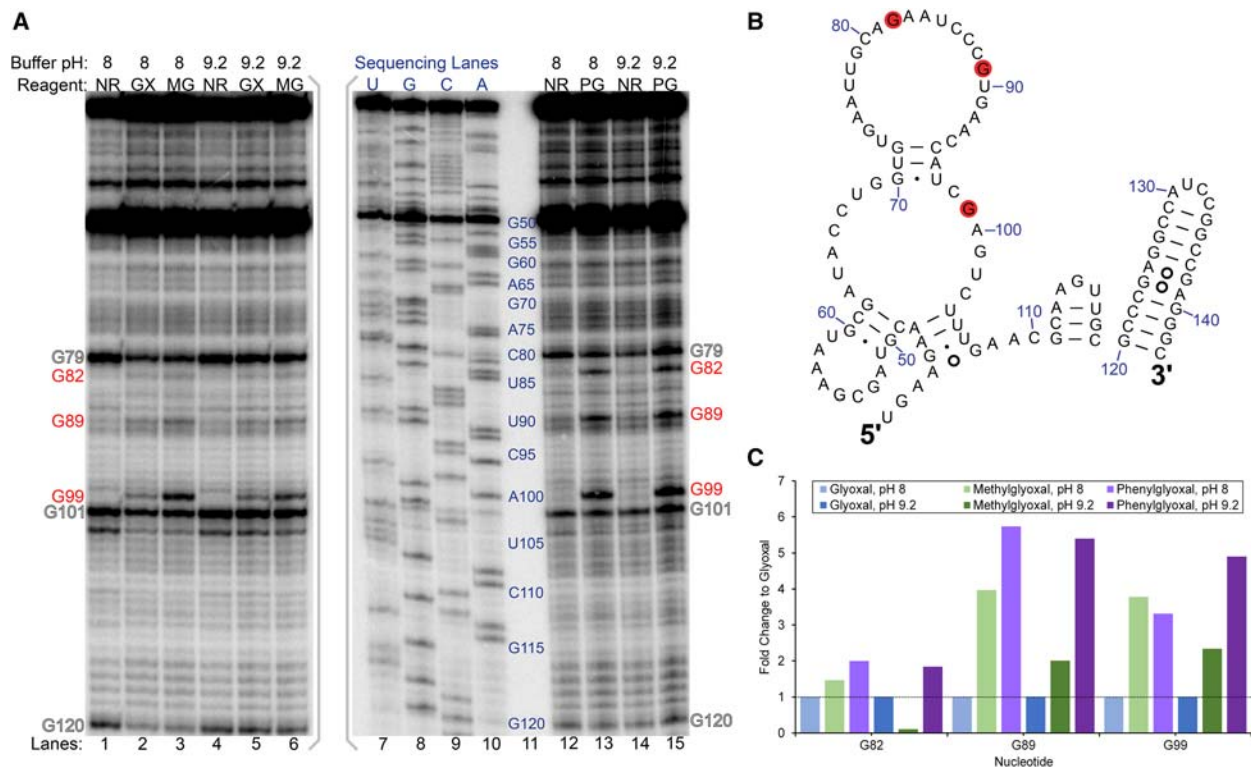 A
Buffer pH: 8 8 8 9.2 9.2 9.2
Reagent: NR GX MG NR GX MG
Sequencing Lanes
U G C A
8 8 9.2 9.2
NR PG NR PG
G79
G82
G89
G99
G101
G120
G50
G55
G60
A65
G70
A75
C80
U85
U90
C95
A100
U105
C110
G115
G120
G79
G82
G89
G99
G101
G120
Lanes: 1 2 3 4 5 6 7 8 9 10 11 12 13 14 15
B
80
90
70
100
60
50
110
130
140
120
5'
3'
C
Fold Change to Glyoxal
7
6
5
4
3
2
1
0
Glyoxal, pH 8 Methylglyoxal, pH 8 Phenylglyoxal, pH 8
Glyoxal, pH 9.2 Methylglyoxal, pH 9.2 Phenylglyoxal, pH 9.2
G82 G89 G99
Nucleotide